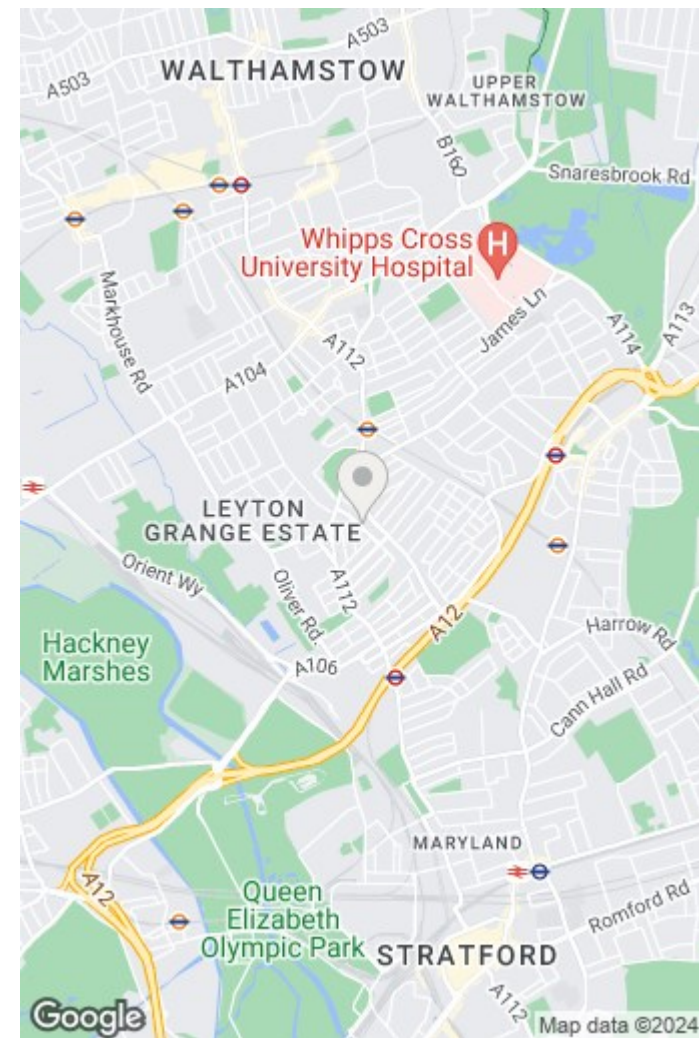 A503
A503
WALTHAMSTOW
UPPER
WALTHAMSTOW
B160
Snaresbrook Rd
Whipps Cross
University Hospital
H
Markhouse Rd
James Ln
A113
A114
A112
A104
LEYTON
GRANGE ESTATE
Orient Wy
Oliver Rd.
A112
A12
Hackney
Marshes
Harrow Rd
A106
Cann Hall Rd
MARYLAND
A12
Queen
Elizabeth
Olympic Park
Romford Rd
STRATFORD
A112
Google
Map data ©2024